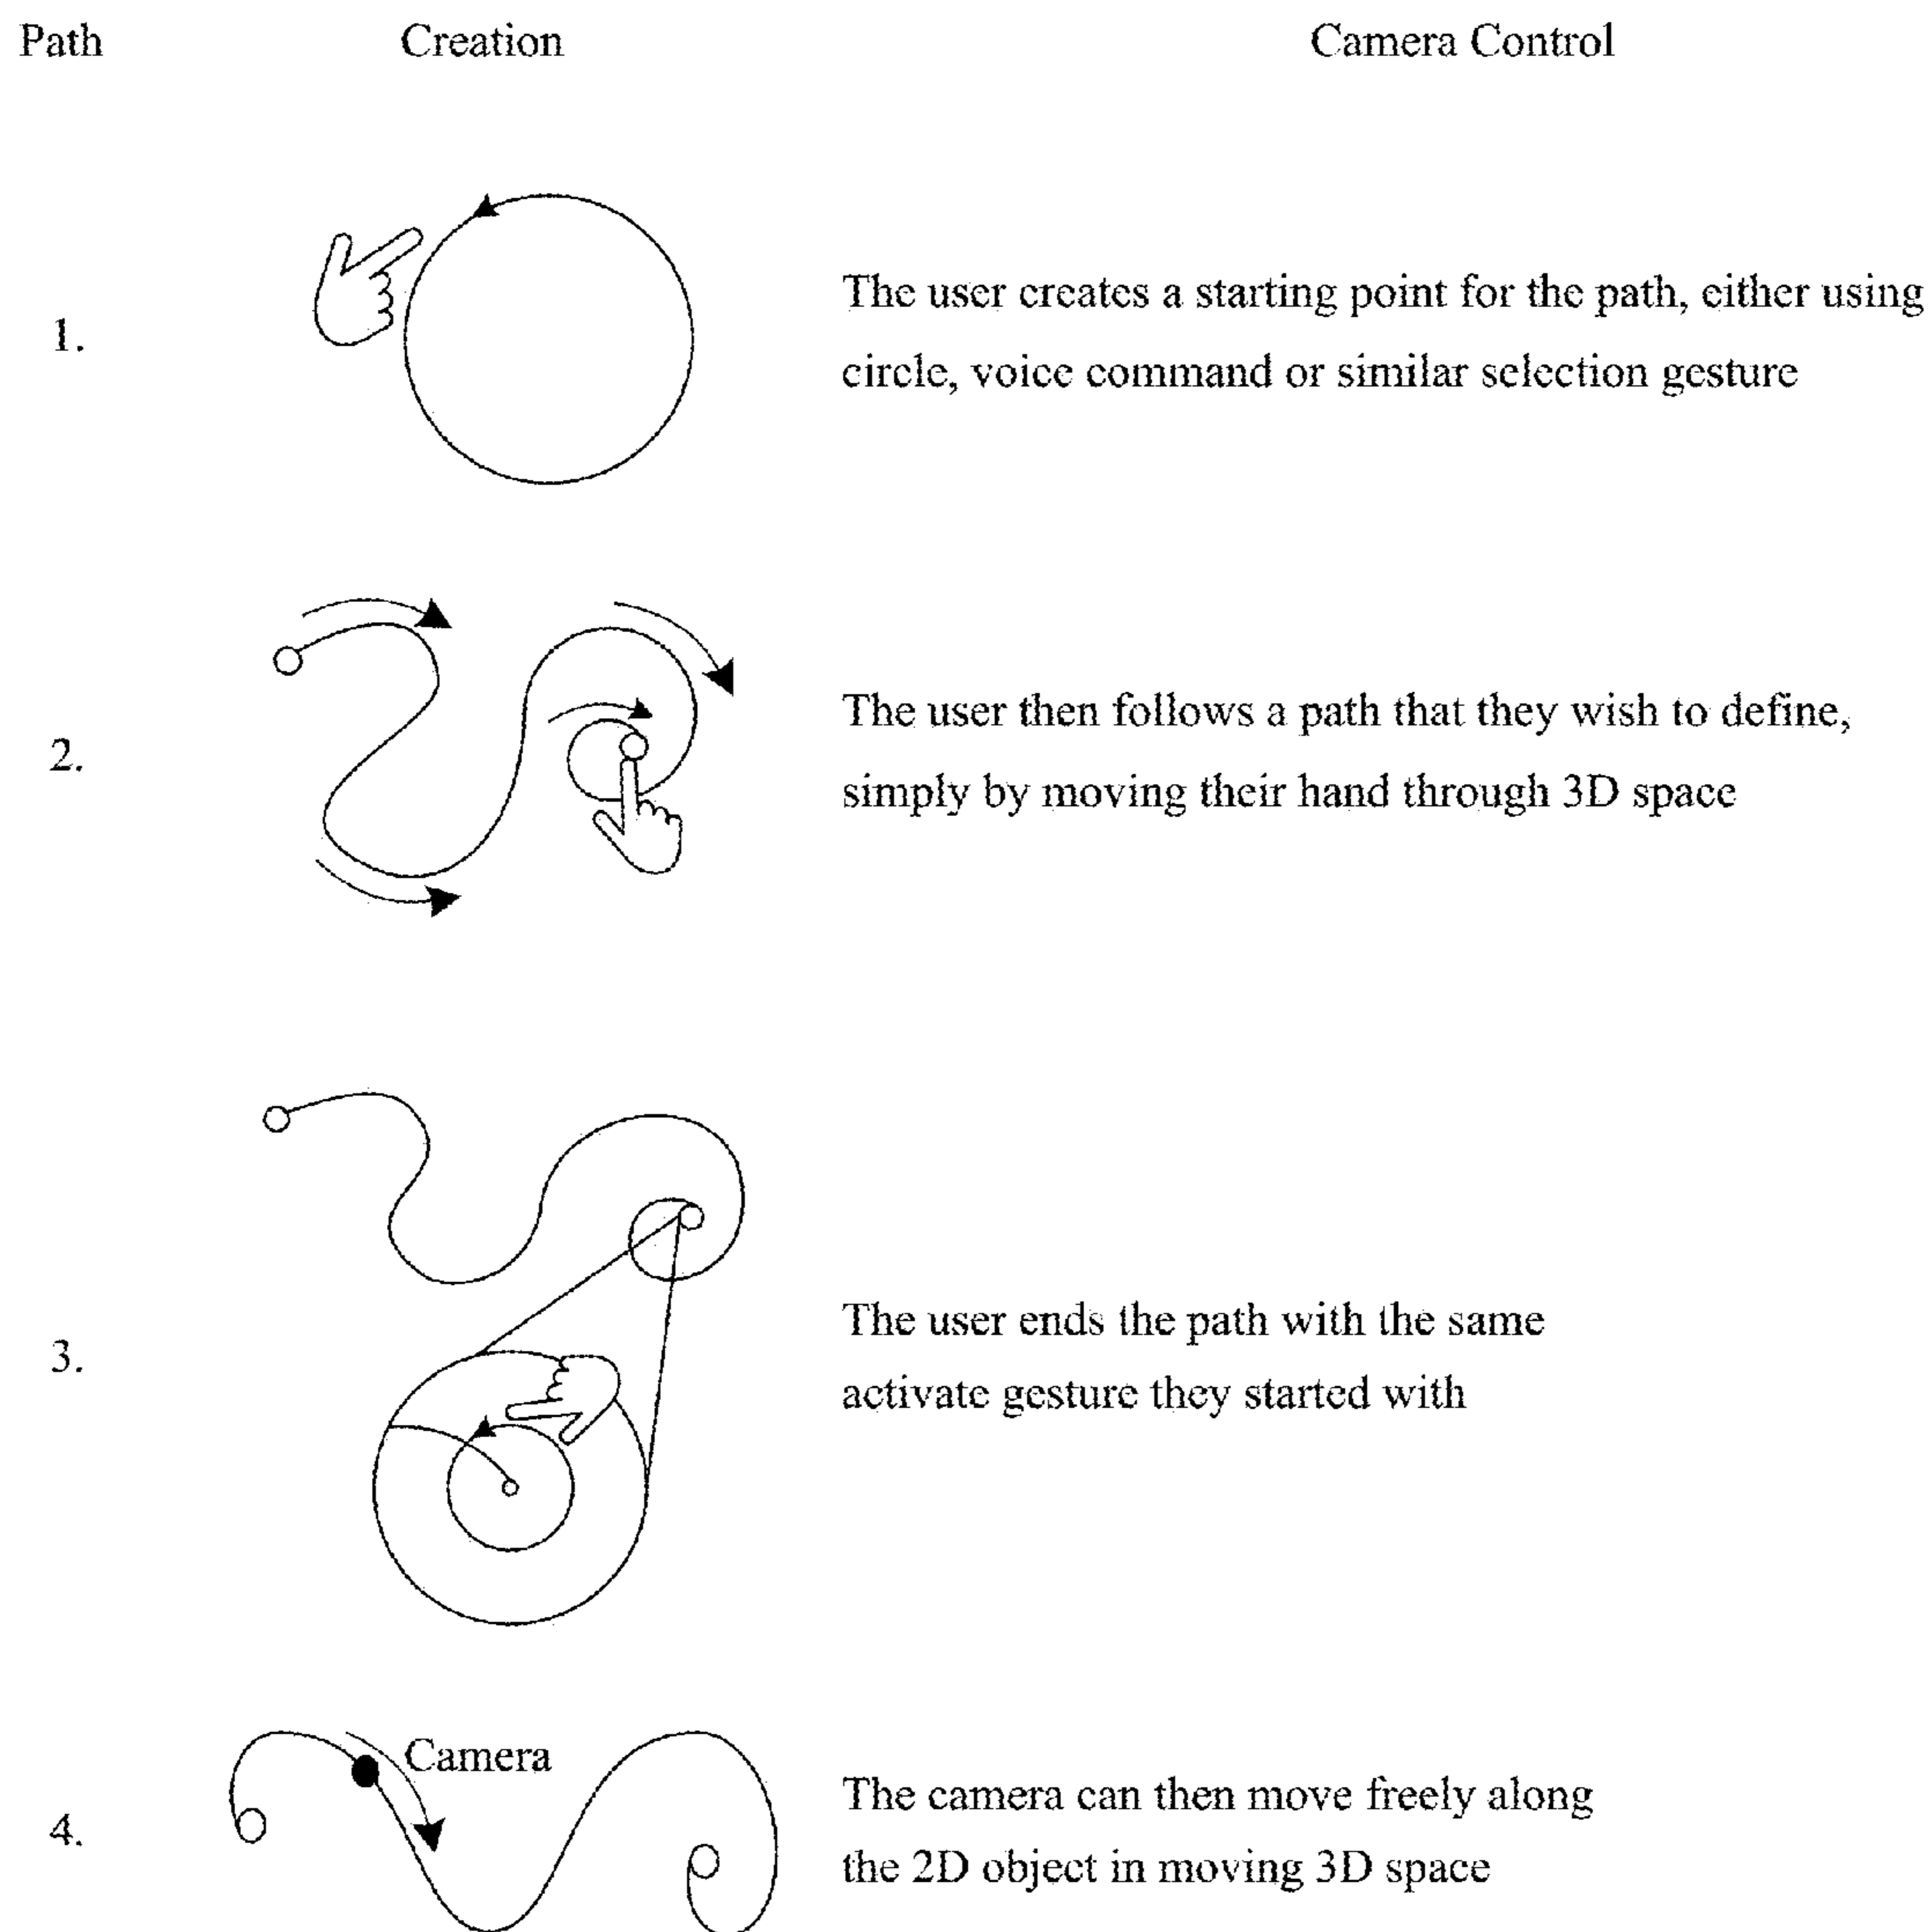 Path Creation Camera Control
1.
The user creates a starting point for the path, either using
circle, voice command or similar selection gesture
2.
The user then follows a path that they wish to define,
simply by moving their hand through 3D space
3.
The user ends the path with the same
activate gesture they started with
4.
Camera
The camera can then move freely along
the 2D object in moving 3D space